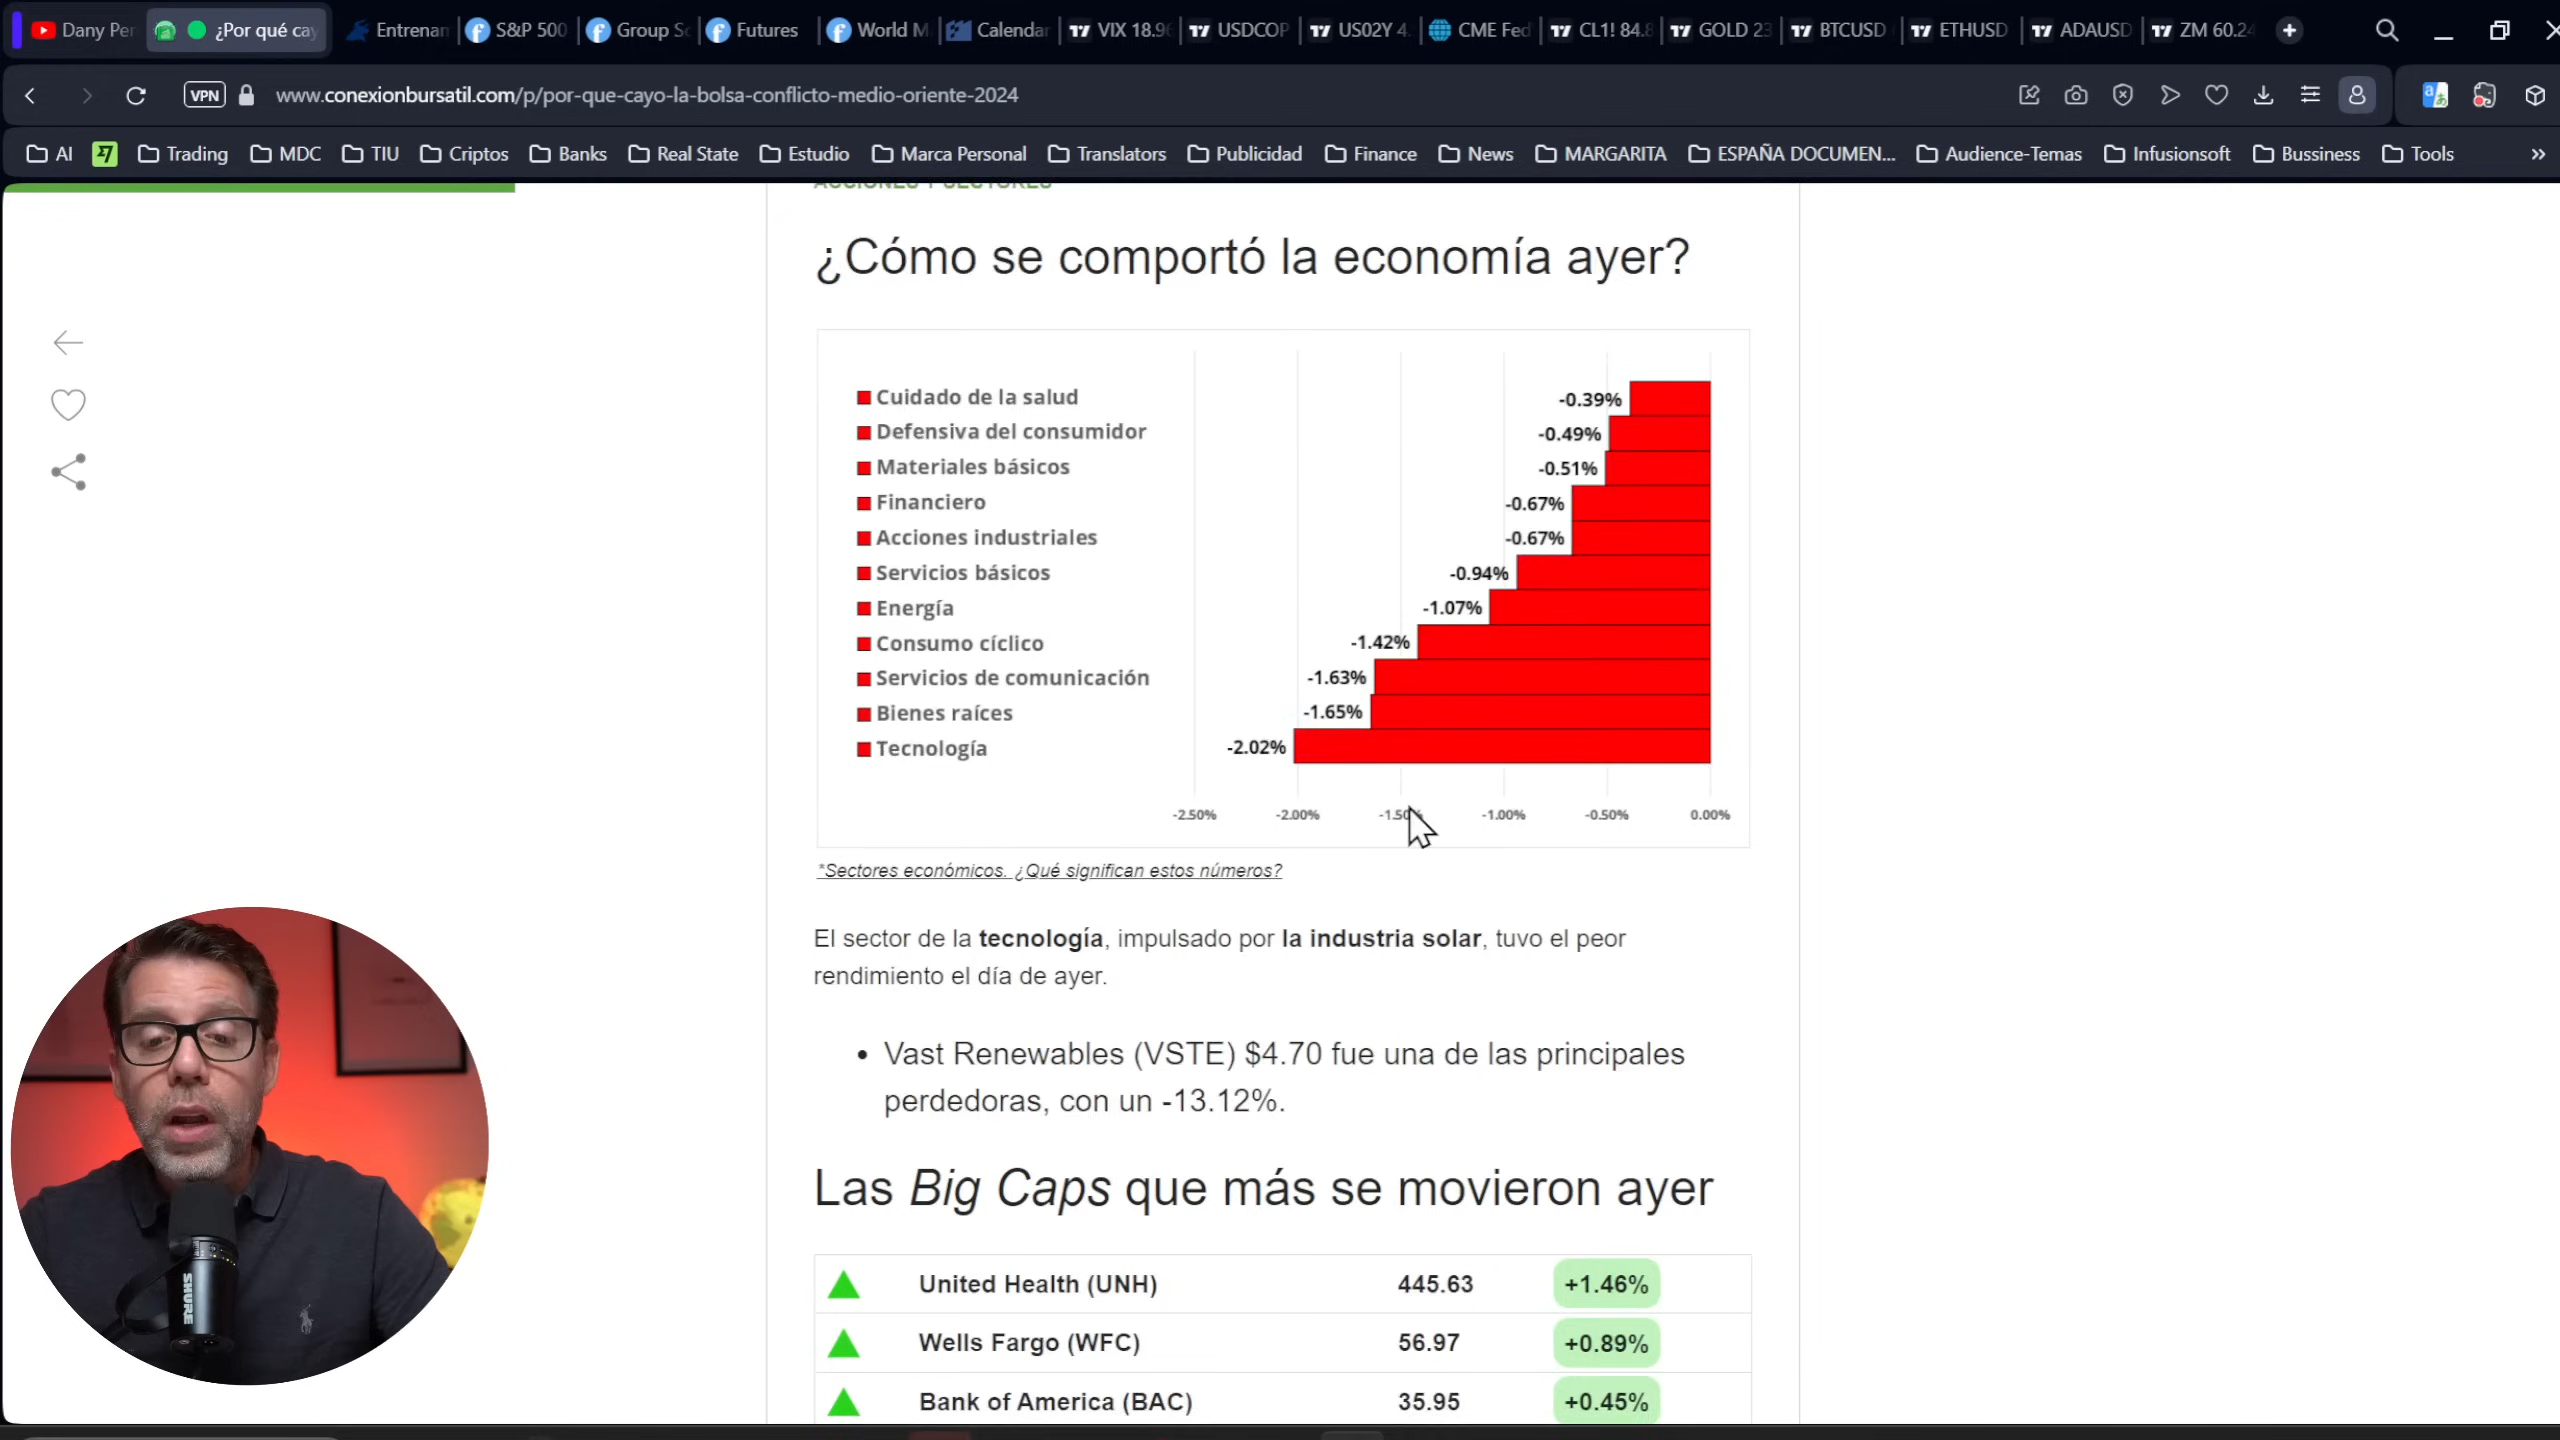 Dany Per
¿Por qué cay
Entrenam
S&P 500
Group Se
Futures
World M
Calendar
VIX 18.96
USDCOP
US02Y 4.
CME Fed
CL1! 84.8
GOLD 23
BTCUSD
ETHUSD
ADAUSD
ZM 60.24
VPN
www.conexionbursatil.com/p/por-que-cayo-la-bolsa-conflicto-medio-oriente-2024
AI
Trading
MDC
TIU
Criptos
Banks
Real State
Estudio
Marca Personal
Translators
Publicidad
Finance
News
MARGARITA
ESPAÑA DOCUMEN...
Audience-Temas
Infusionsoft
Bussiness
Tools
ACCIONES Y SECTORES
¿Cómo se comportó la economía ayer?
Cuidado de la salud -0.39%
Defensiva del consumidor -0.49%
Materiales básicos -0.51%
Financiero -0.67%
Acciones industriales -0.67%
Servicios básicos -0.94%
Energía -1.07%
Consumo cíclico -1.42%
Servicios de comunicación -1.63%
Bienes raíces -1.65%
Tecnología -2.02%
-2.50% -2.00% -1.50% -1.00% -0.50% 0.00%
*Sectores económicos. ¿Qué significan estos números?
El sector de la tecnología, impulsado por la industria solar, tuvo el peor
rendimiento el día de ayer.
• Vast Renewables (VSTE) $4.70 fue una de las principales
perdedoras, con un -13.12%.
Las Big Caps que más se movieron ayer
United Health (UNH) 445.63 +1.46%
Wells Fargo (WFC) 56.97 +0.89%
Bank of America (BAC) 35.95 +0.45%
SHURE